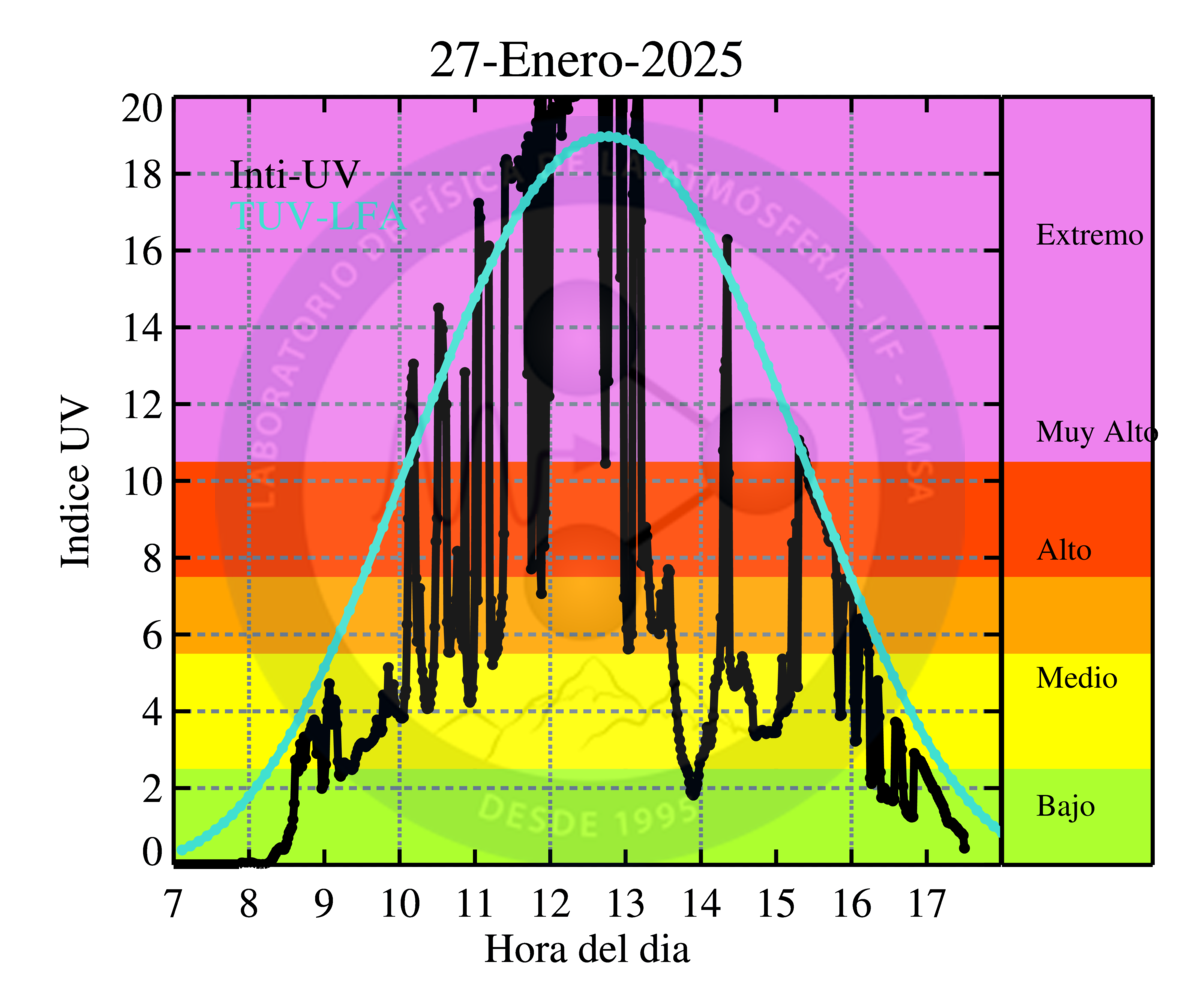 27-Enero-2025
Indice UV
20
18
16
14
12
10
8
6
4
2
0
Inti-UV
TUV-LFA
LABORATORIO DE FÍSICA DE LA ATMÓSFERA - IIF - UMSA
DESDE 1995
Extremo
Muy Alto
Alto
Medio
Bajo
7 8 9 10 11 12 13 14 15 16 17
Hora del dia